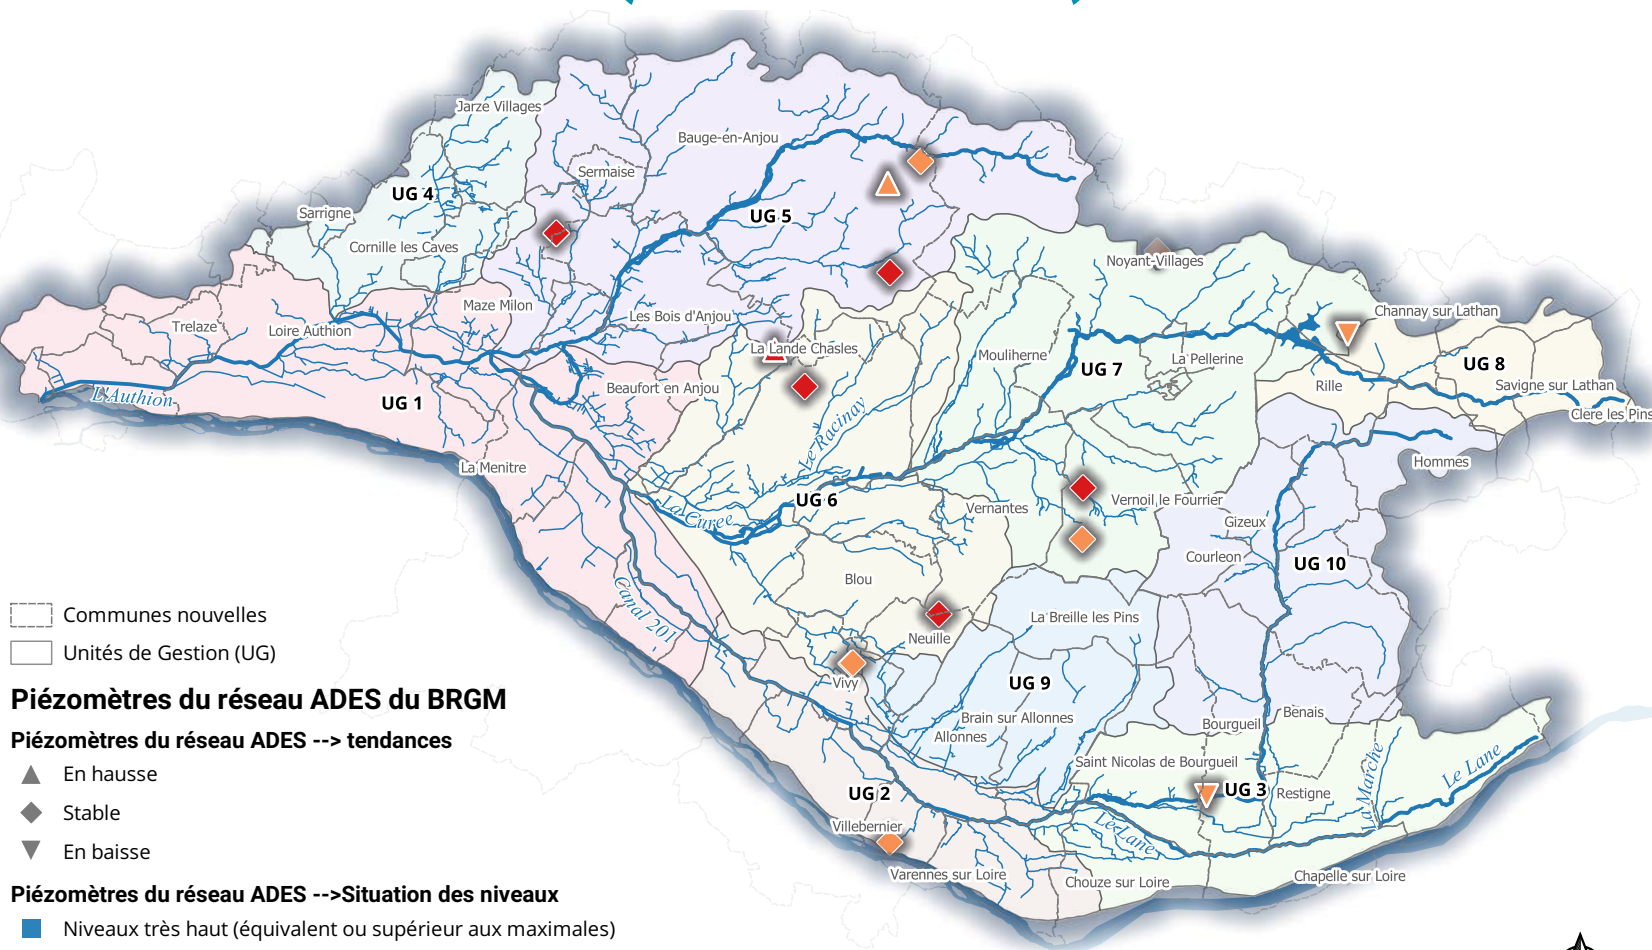 Jarze Villages
Bauge-en-Anjou
Sermaise
UG 4
Sarrigne
UG 5
Cornille les Caves
Noyant-Villages
Maze Milon
Les Bois d'Anjou
Channay sur Lathan
Trelaze
Loire Authion
La Lande Chasles
Mouliherne
La Pellerine
UG 7
UG 8
Rille
Savigne sur Lathan
L'Authion
Beaufort en Anjou
UG 1
Clere les Pins
Le Racinay
La Menitre
Hommes
UG 6
Vernantes
Vernoil le Fourrier
La Curee
Gizeux
Courleon
UG 10
Blou
Canal 201
La Breille les Pins
Neuille
Vivy
UG 9
Brain sur Allonnes
Allonnes
Bourgueil
Benais
Saint Nicolas de Bourgueil
La Marche
Le Lane
UG 2
UG 3
Restigne
Villebernier
Le Lane
Varennes sur Loire
Chouze sur Loire
Chapelle sur Loire
Communes nouvelles
Unités de Gestion (UG)
Piézomètres du réseau ADES du BRGM
Piézomètres du réseau ADES --> tendances
En hausse
Stable
En baisse
Piézomètres du réseau ADES -->Situation des niveaux
Niveaux très haut (équivalent ou supérieur aux maximales)